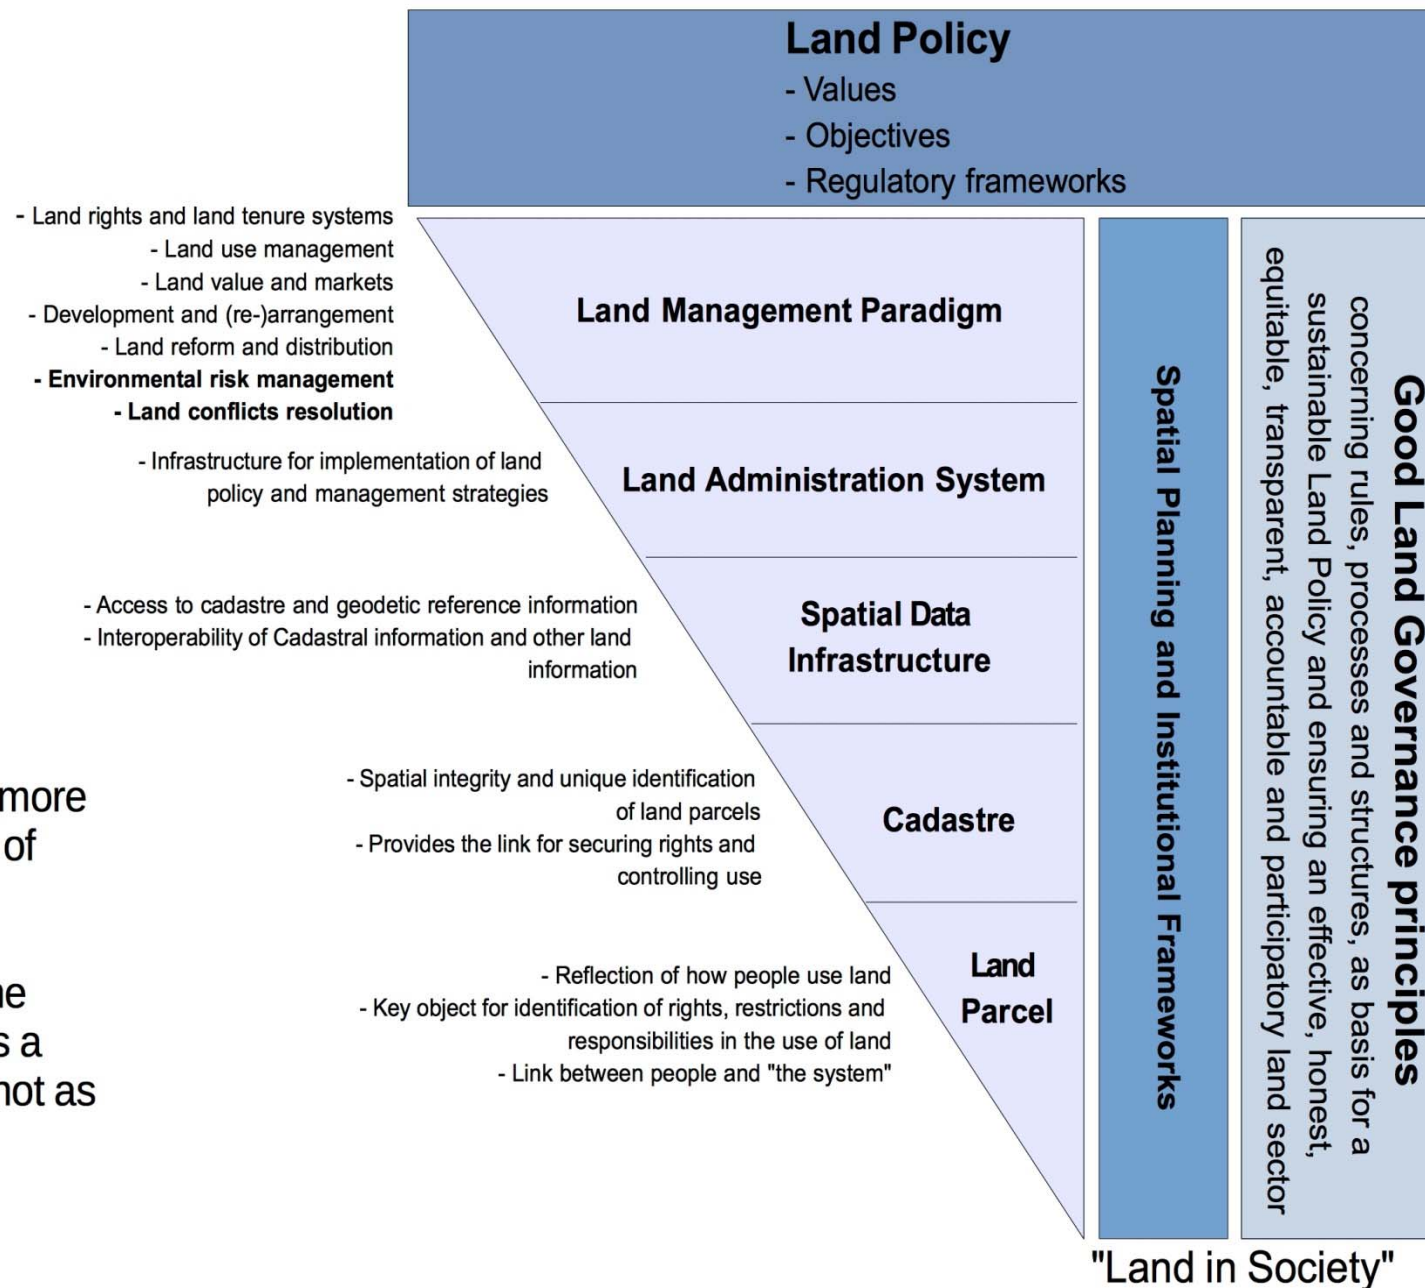 Land Policy
- Values
- Objectives
- Regulatory frameworks
- Land rights and land tenure systems
- Land use management
- Land value and markets
- Development and (re-)arrangement
- Land reform and distribution
- Environmental risk management
- Land conflicts resolution
Land Management Paradigm
- Infrastructure for implementation of land
policy and management strategies
Land Administration System
- Access to cadastre and geodetic reference information
- Interoperability of Cadastral information and other land
information
Spatial Data
Infrastructure
- Spatial integrity and unique identification
of land parcels
- Provides the link for securing rights and
controlling use
Cadastre
- Reflection of how people use land
- Key object for identification of rights, restrictions and
responsibilities in the use of land
- Link between people and "the system"
Land
Parcel
Spatial Planning and Institutional Frameworks
Good Land Governance principles
concerning rules, processes and structures, as basis for a
sustainable Land Policy and ensuring an effective, honest,
equitable, transparent, accountable and participatory land sector
"Land in Society"
more
of
s a
not as